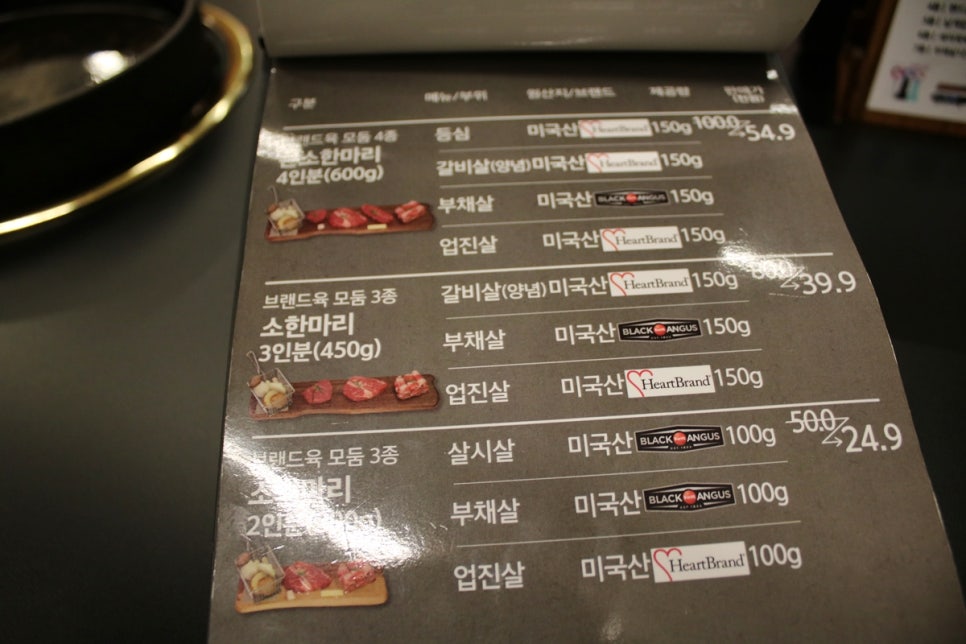 구분 메뉴/부위 원산지/브랜드 제공량 판매가
(천원)
브랜드육 모둠 4종 등심 미국산 HeartBrand 150g 100.0 54.9
소한마리 갈비살(양념) 미국산 HeartBrand 150g
4인분(600g)
부채살 미국산 BLACK ANGUS 150g
업진살 미국산 HeartBrand 150g
브랜드육 모둠 3종 갈비살(양념) 미국산 HeartBrand 150g 39.9
소한마리
3인분(450g) 부채살 미국산 BLACK ANGUS 150g
업진살 미국산 HeartBrand 150g
브랜드육 모둠 3종 살시살 미국산 BLACK ANGUS 100g 50.0 24.9
소한마리
2인분 부채살 미국산 BLACK ANGUS 100g
업진살 미국산 HeartBrand 100g